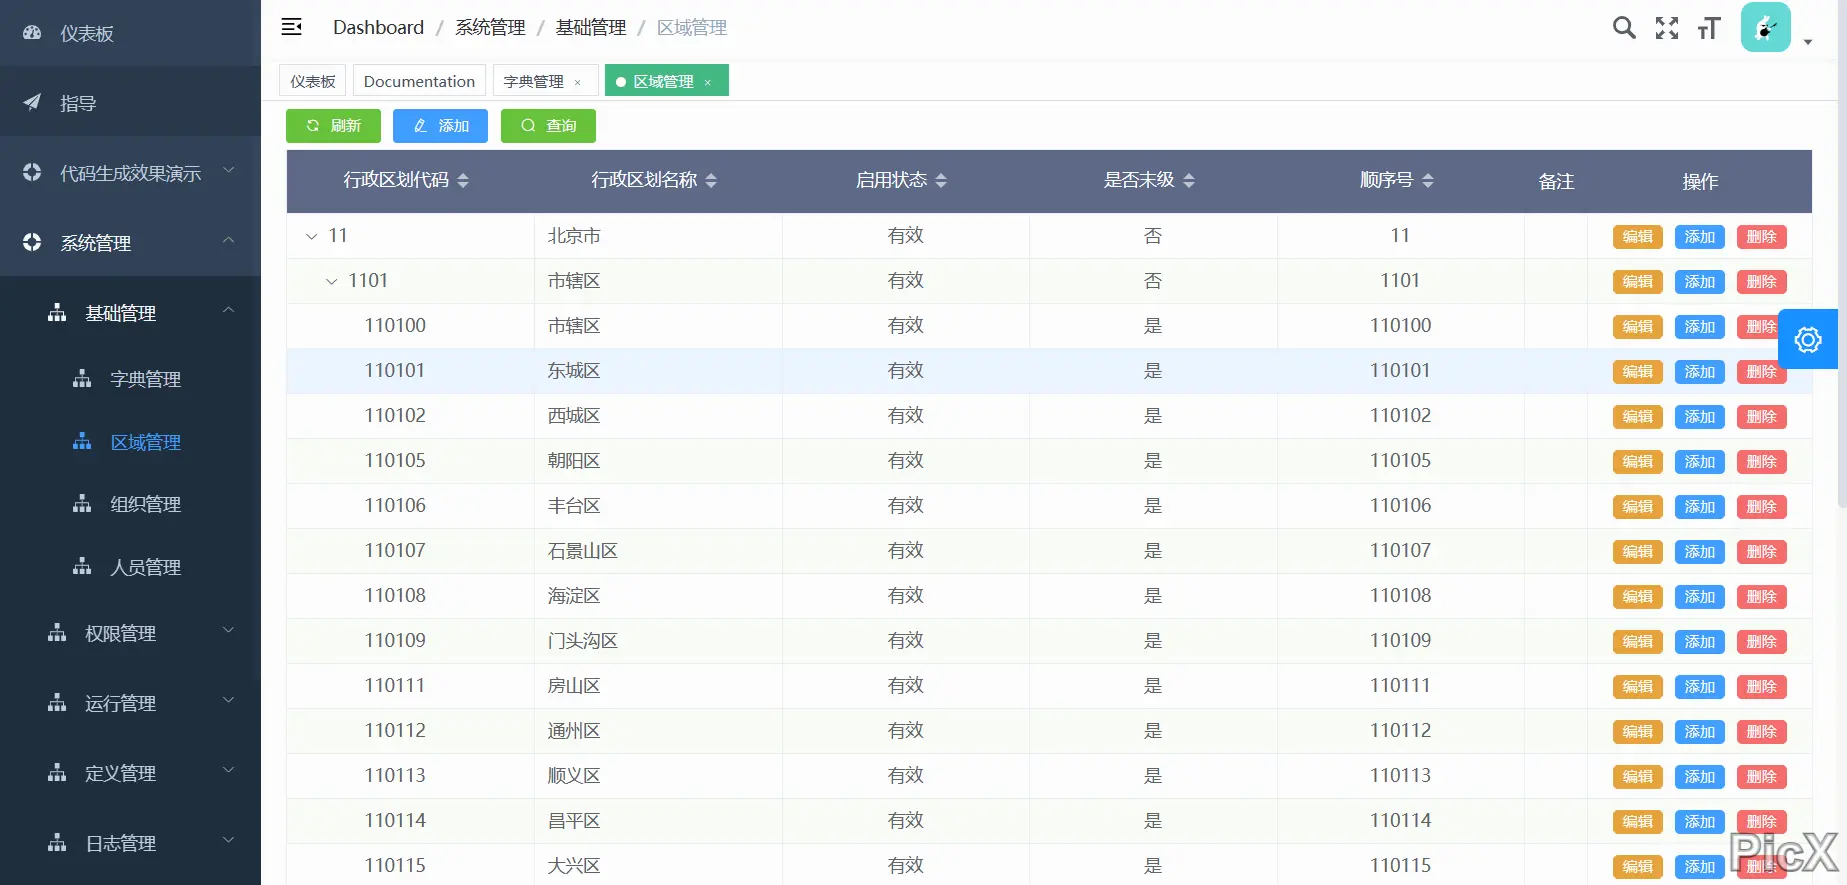 仪表板
指导
代码生成效果演示
系统管理
基础管理
字典管理
区域管理
组织管理
人员管理
权限管理
运行管理
定义管理
日志管理
Dashboard / 系统管理 / 基础管理 / 区域管理
仪表板 Documentation 字典管理 × 区域管理 ×
刷新 添加 查询
行政区划代码 行政区划名称 启用状态 是否末级 顺序号 备注 操作
11 北京市 有效 否 11 编辑 添加 删除
1101 市辖区 有效 否 1101 编辑 添加 删除
110100 市辖区 有效 是 110100 编辑 添加 删除
110101 东城区 有效 是 110101 编辑 添加 删除
110102 西城区 有效 是 110102 编辑 添加 删除
110105 朝阳区 有效 是 110105 编辑 添加 删除
110106 丰台区 有效 是 110106 编辑 添加 删除
110107 石景山区 有效 是 110107 编辑 添加 删除
110108 海淀区 有效 是 110108 编辑 添加 删除
110109 门头沟区 有效 是 110109 编辑 添加 删除
110111 房山区 有效 是 110111 编辑 添加 删除
110112 通州区 有效 是 110112 编辑 添加 删除
110113 顺义区 有效 是 110113 编辑 添加 删除
110114 昌平区 有效 是 110114 编辑 添加 删除
110115 大兴区 有效 是 110115 编辑 添加 删除
PicX